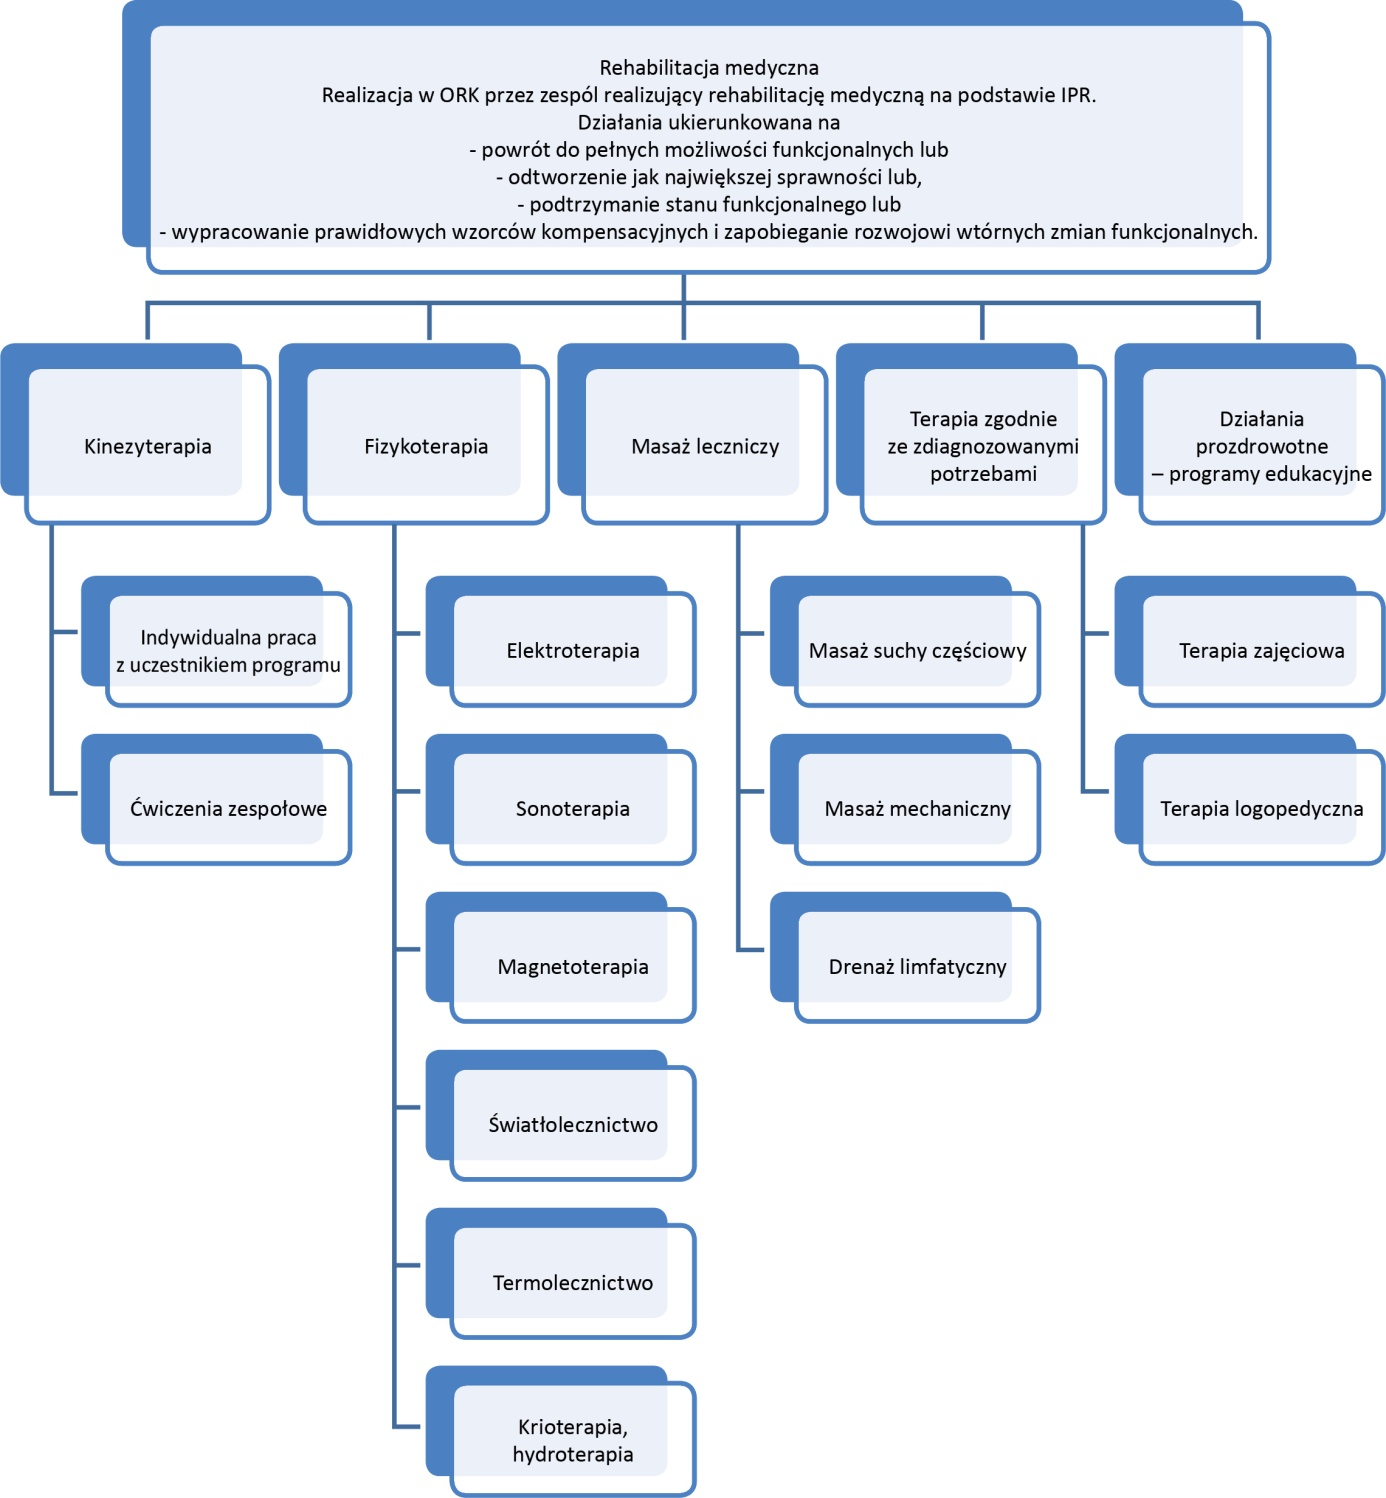 Rehabilitacja medyczna
Realizacja w ORK przez zespól realizujący rehabilitację medyczną na podstawie IPR.
Działania ukierunkowana na
- powrót do pełnych możliwości funkcjonalnych lub
- odtworzenie jak największej sprawności lub,
- podtrzymanie stanu funkcjonalnego lub
- wypracowanie prawidłowych wzorców kompensacyjnych i zapobieganie rozwojowi wtórnych zmian funkcjonalnych.
Kinezyterapia
Indywidualna praca
z uczestnikiem programu
Ćwiczenia zespołowe
Fizykoterapia
Elektroterapia
Sonoterapia
Magnetoterapia
Światłolecznictwo
Termolecznictwo
Krioterapia,
hydroterapia
Masaż leczniczy
Masaż suchy częściowy
Masaż mechaniczny
Drenaż limfatyczny
Terapia zgodnie
ze zdiagnozowanymi
potrzebami
Terapia zajęciowa
Terapia logopedyczna
Działania
prozdrowotne
– programy edukacyjne